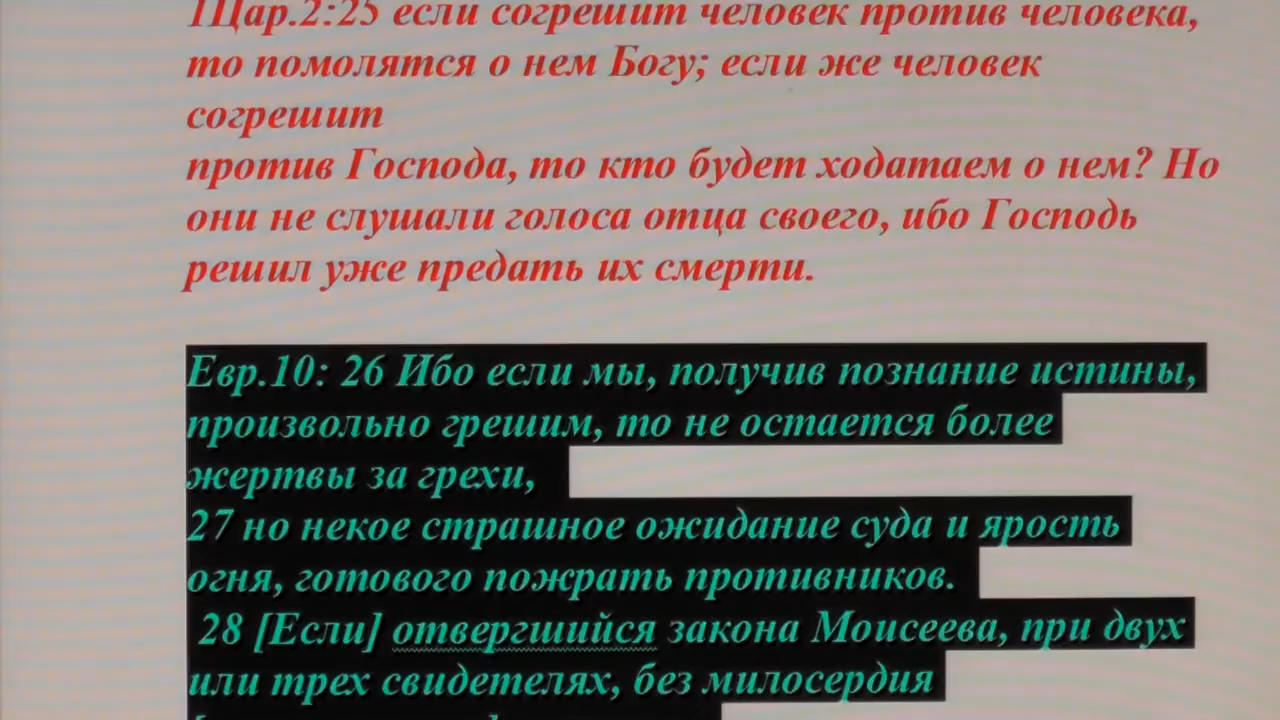 1Цар.2:25 если согрешит человек против человека,
то помолятся о нем Богу; если же человек
согрешит
против Господа, то кто будет ходатаем о нем? Но
они не слушали голоса отца своего, ибо Господь
решил уже предать их смерти.
Евр.10: 26 Ибо если мы, получив познание истины,
произвольно грешим, то не остается более
жертвы за грехи,
27 но некое страшное ожидание суда и ярость
огня, готового пожрать противников.
28 [Если] отвергшийся закона Моисеева, при двух
или трех свидетелях, без милосердия